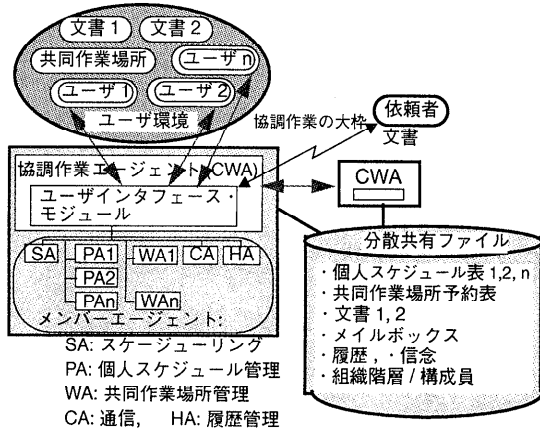 文書1
文書2
共同作業場所
ユーザn
ユーザ1
ユーザ2
ユーザ環境
協調作業の大枠
依頼者
文書
協調作業エージェント(CWA)
ユーザインタフェース・
モジュール
CWA
SA
PA1
WA1
CA
HA
PA2
PAn
WAn
メンバーエージェント:
分散共有ファイル
・個人スケジュール表1,2, n
・共同作業場所予約表
・文書1, 2
・メイルボックス
・履歴 , ・信念
・組織階層 / 構成員
SA: スケージューリング
PA: 個人スケジュール管理
WA: 共同作業場所管理
CA: 通信, HA: 履歴管理